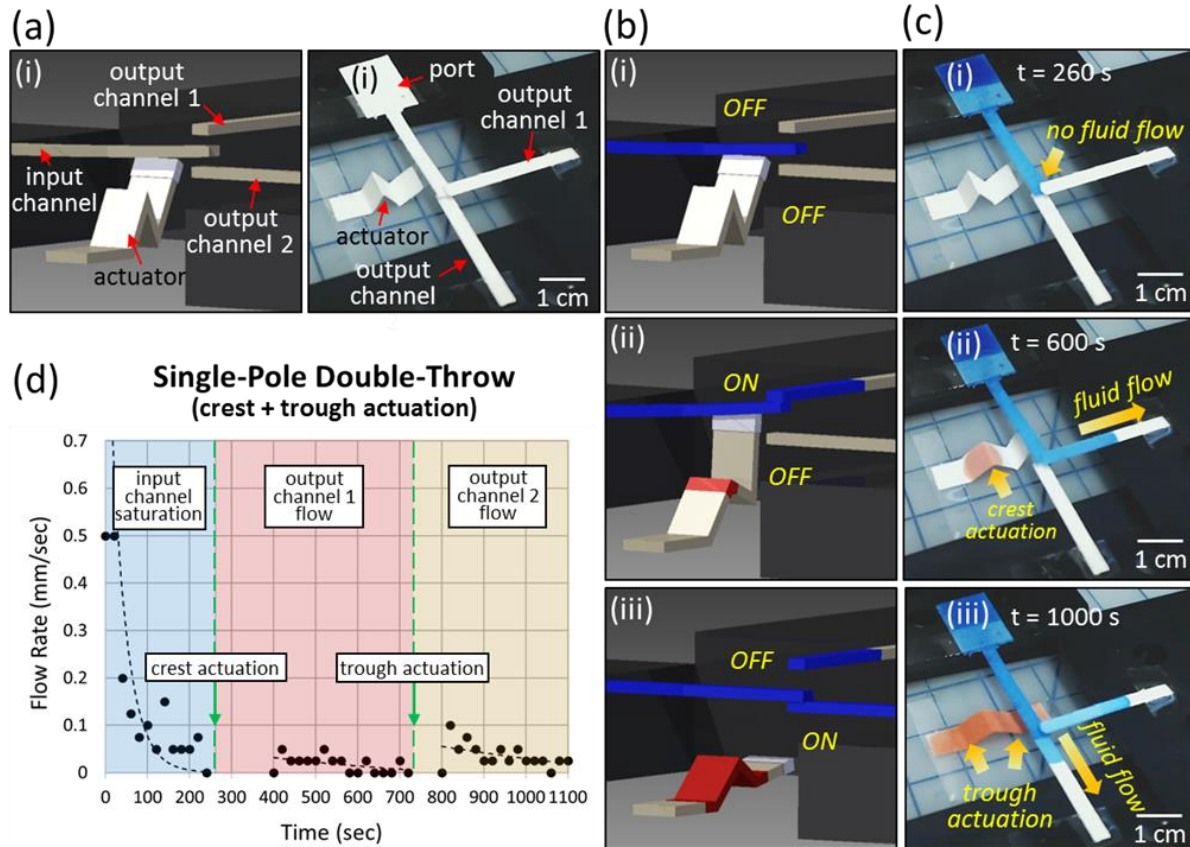 (a)
(i)
output
channel 1
input
channel
output
channel 2
actuator
(i)
port
output
channel 1
actuator
output
channel
1 cm
(b)
(i)
OFF
OFF
(ii)
ON
OFF
(iii)
OFF
ON
(c)
(i)
t = 260 s
no fluid flow
1 cm
(ii)
t = 600 s
fluid flow
crest
actuation
1 cm
(iii)
t = 1000 s
fluid flow
trough
actuation
1 cm
(d)
Single-Pole Double-Throw
(crest + trough actuation)
Flow Rate (mm/sec)
0.7
0.6
0.5
0.4
0.3
0.2
0.1
0
input
channel
saturation
output
channel 1
flow
output
channel 2
flow
crest actuation
trough actuation
0 100 200 300 400 500 600 700 800 900 1000 1100
Time (sec)